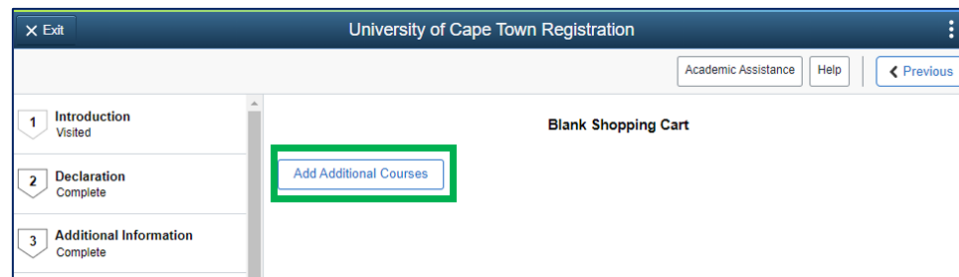 X Exit
University of Cape Town Registration
Academic Assistance
Help
Previous
1
Introduction
Visited
Blank Shopping Cart
Add Additional Courses
2
Declaration
Complete
3
Additional Information
Complete